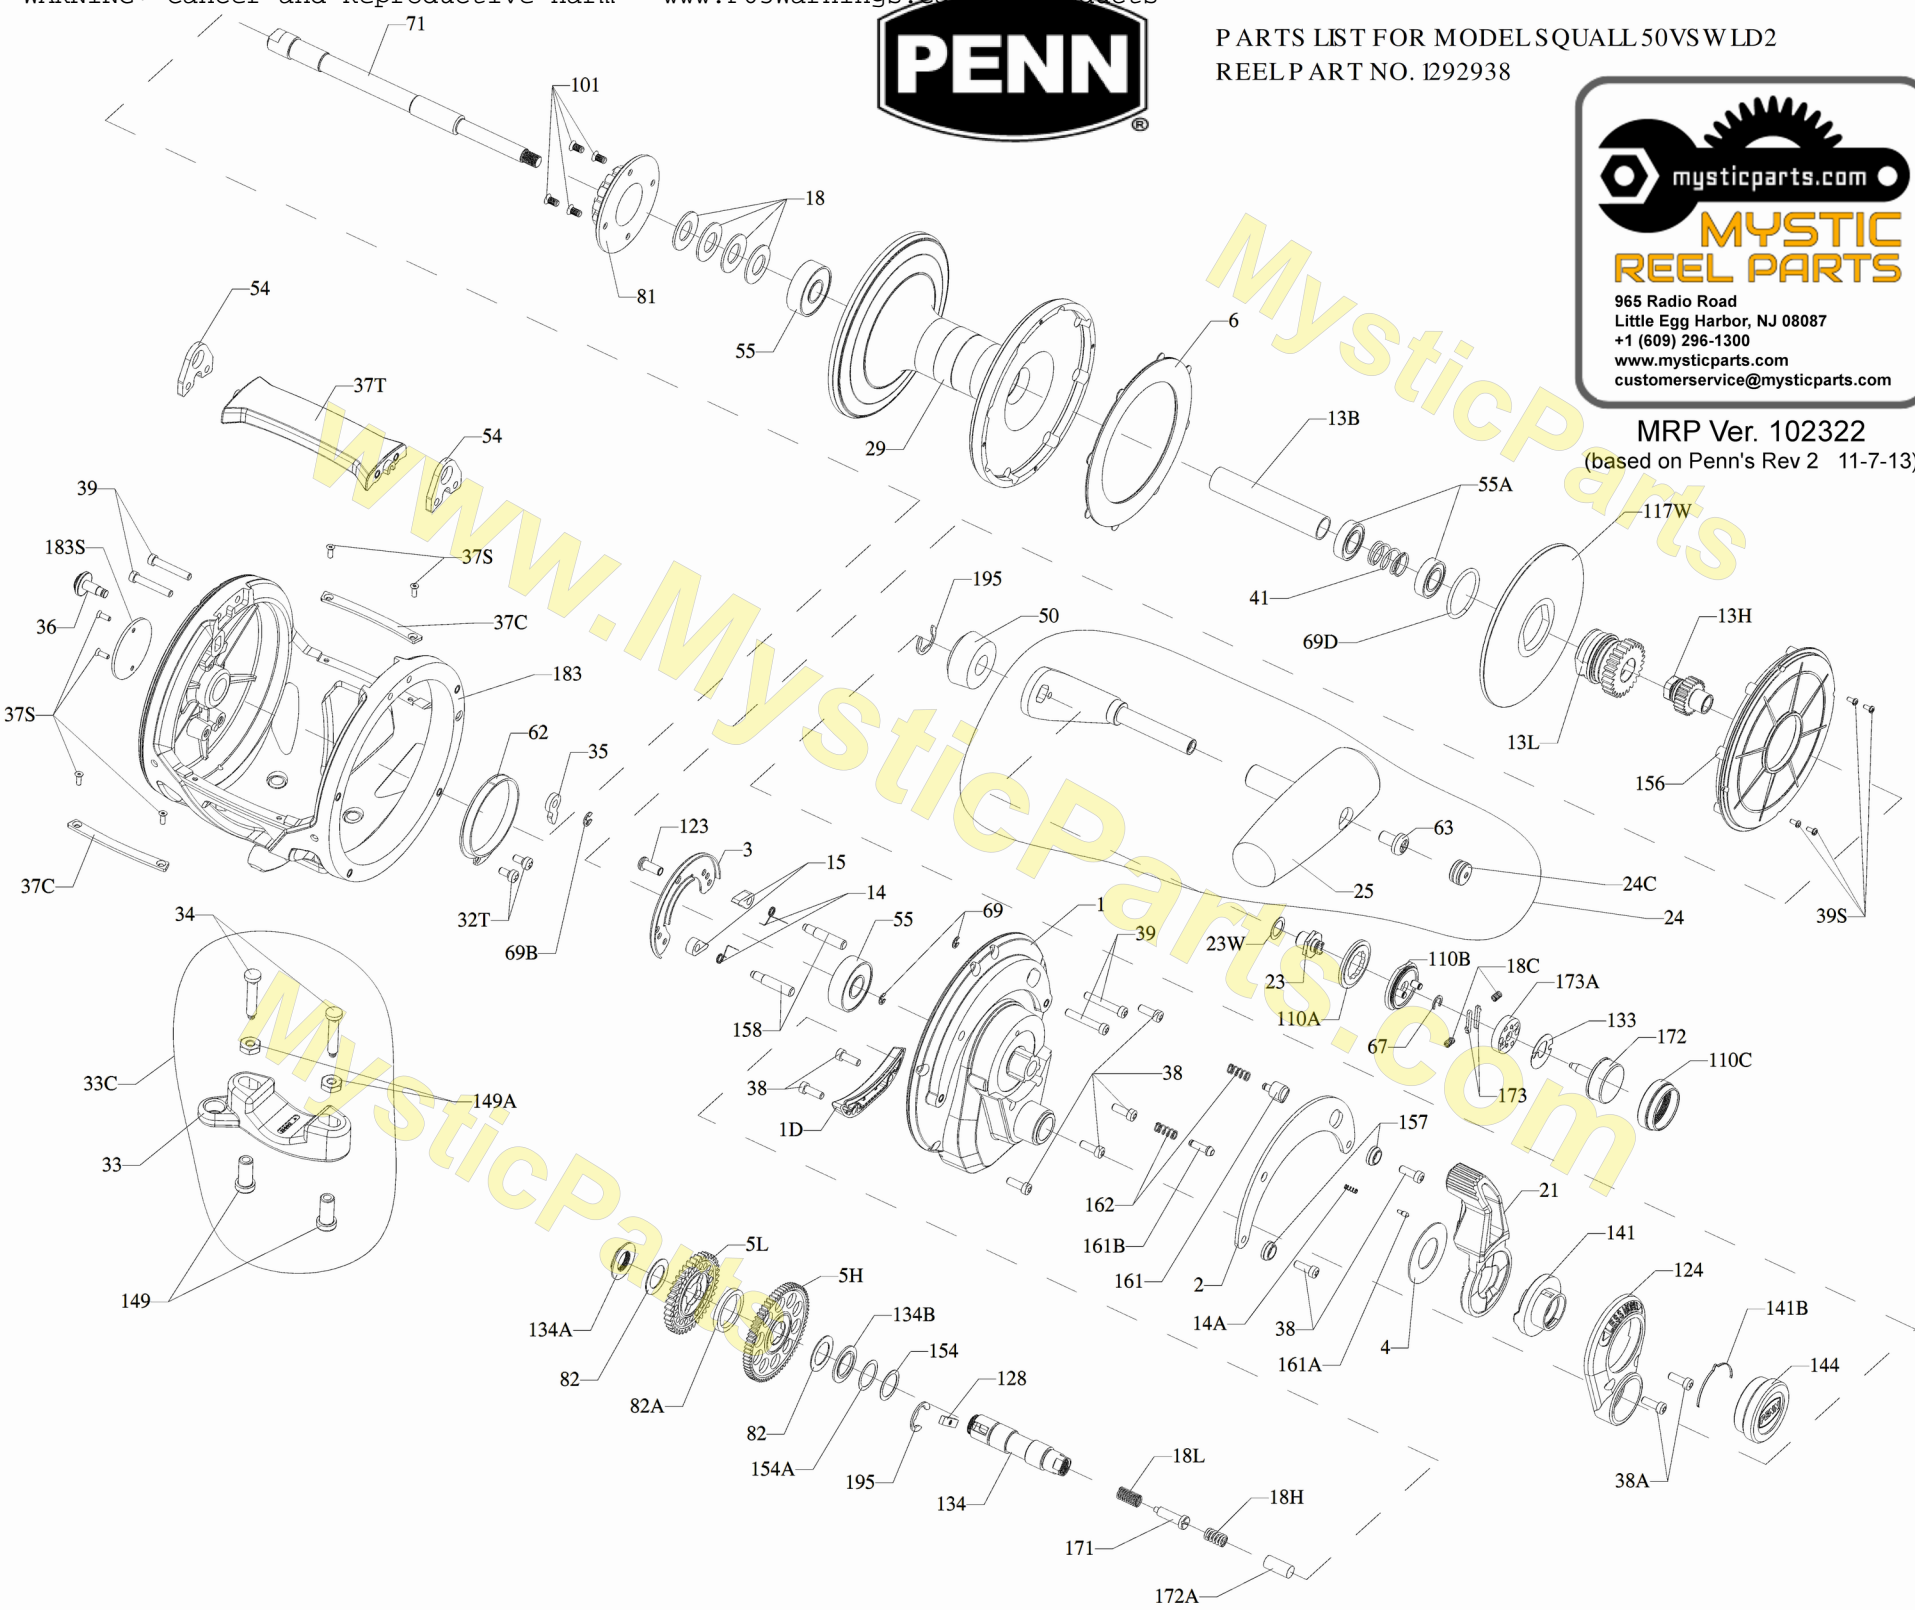 PENN
®
PARTS LIST FOR MODEL SQUALL 50VSW LD2
REEL PART NO. 1292938
mysticparts.com
MYSTIC
REEL PARTS
965 Radio Road
Little Egg Harbor, NJ 08087
+1 (609) 296-1300
www.mysticparts.com
customerservice@mysticparts.com
MRP Ver. 102322
(based on Penn's Rev 2 11-7-13)
MysticParts
www.MysticParts.com
MysticParts
71
101
18
81
54
55
6
37T
54
29
13B
55A
117W
39
183S
37S
195
50
41
69D
13H
36
37C
183
37S
62
35
13L
156
123
3
15
63
37C
14
25
24C
24
39S
34
32T
69B
55
69
1
39
23W
110B
18C
173A
23
110A
133
172
110C
158
67
33C
149A
38
38
173
1D
157
33
162
21
161B
141
149
5L
161
2
124
5H
14A
134A
134B
38
161A
4
141B
144
82
154
82A
128
82
154A
195
134
18L
38A
18H
171
172A